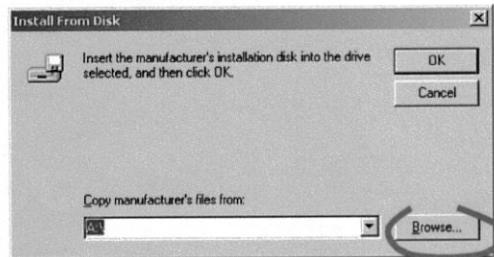 Install From Disk
Insert the manufacturer's installation disk into the drive
selected, and then click OK.
OK
Cancel
Copy manufacturer's files from:
A:\
Browse...